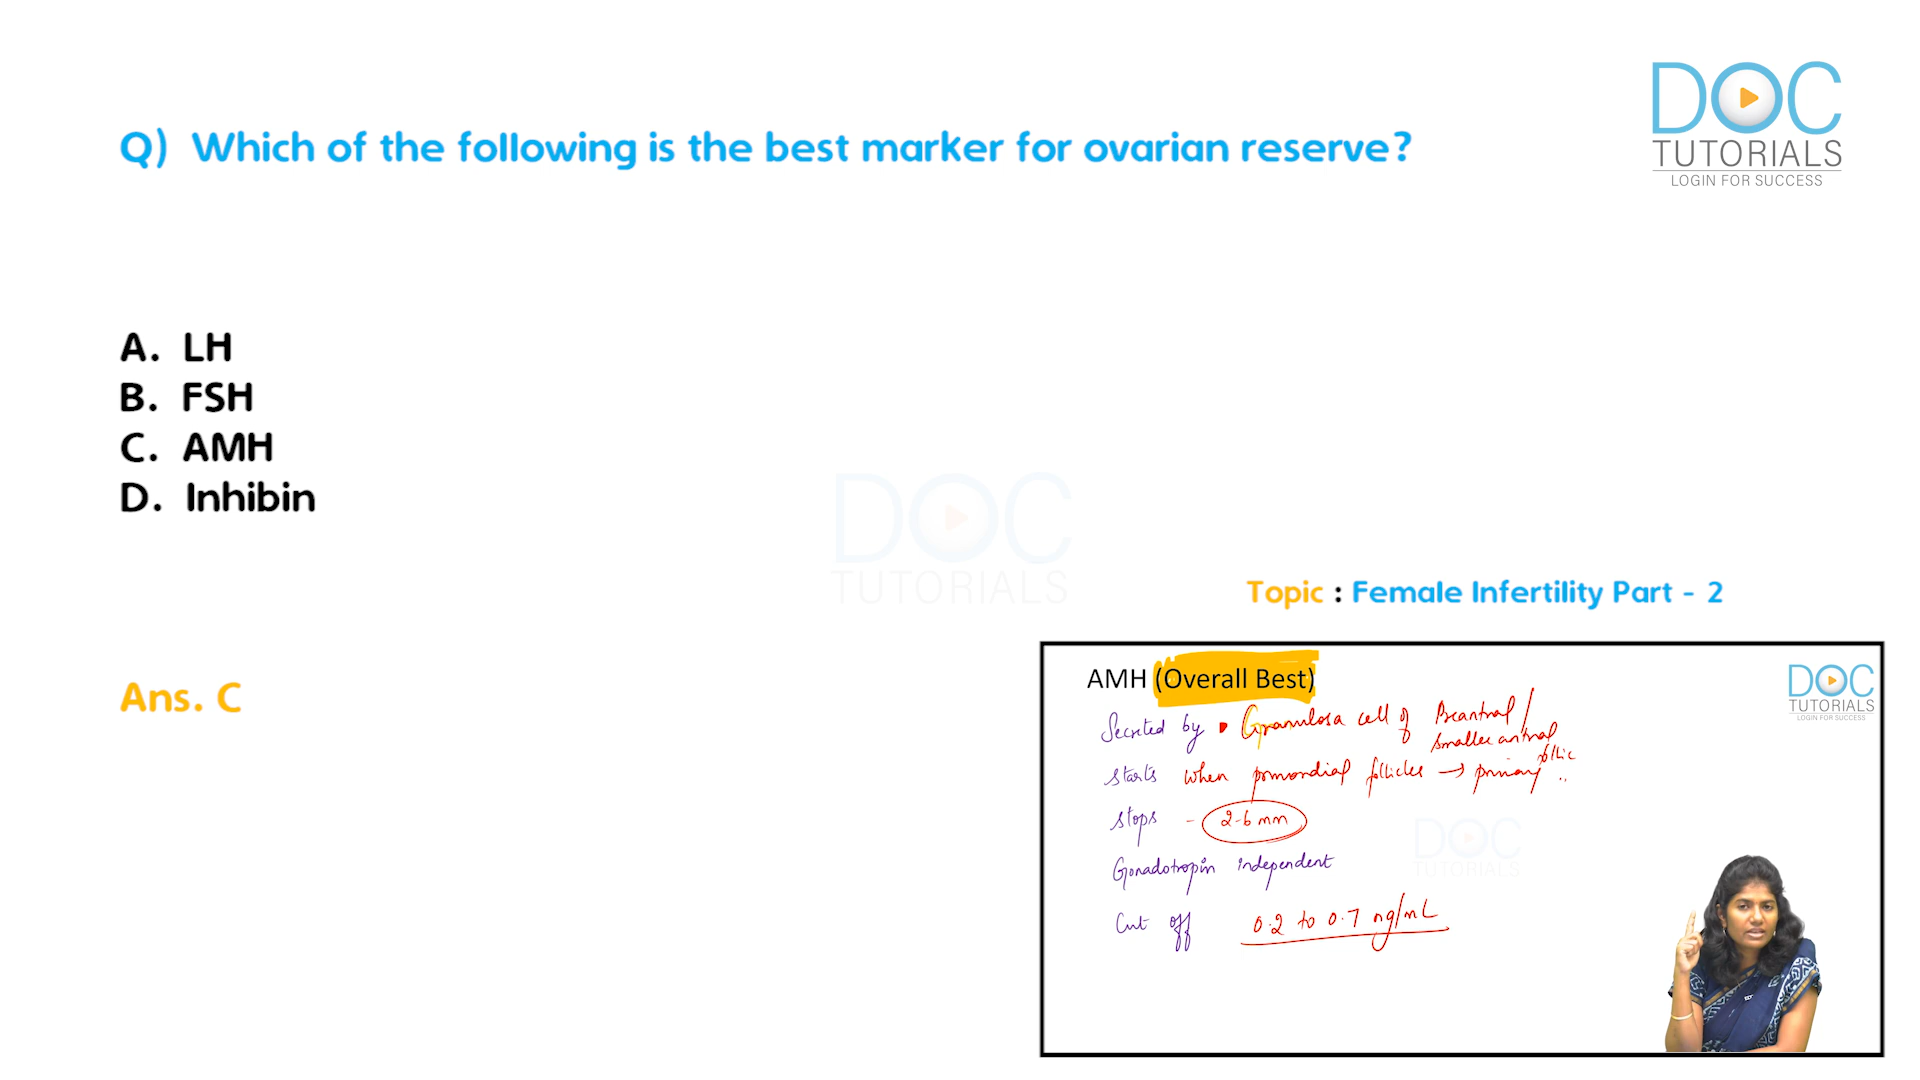 DOC
TUTORIALS
LOGIN FOR SUCCESS
Q) Which of the following is the best marker for ovarian reserve?
A. LH
B. FSH
C. AMH
D. Inhibin
DOC
TUTORIALS
Topic : Female Infertility Part - 2
Ans. C
AMH (Overall Best)
DOC
TUTORIALS
LOGIN FOR SUCCESS
Secreted by • Granulosa cell of Preantral /
smaller antral
starts when primordial follicles → primary
stops - 2-6 mm
DOC
TUTORIALS
Gonadotropin independent
Cut off 0.2 to 0.7 ng/mL